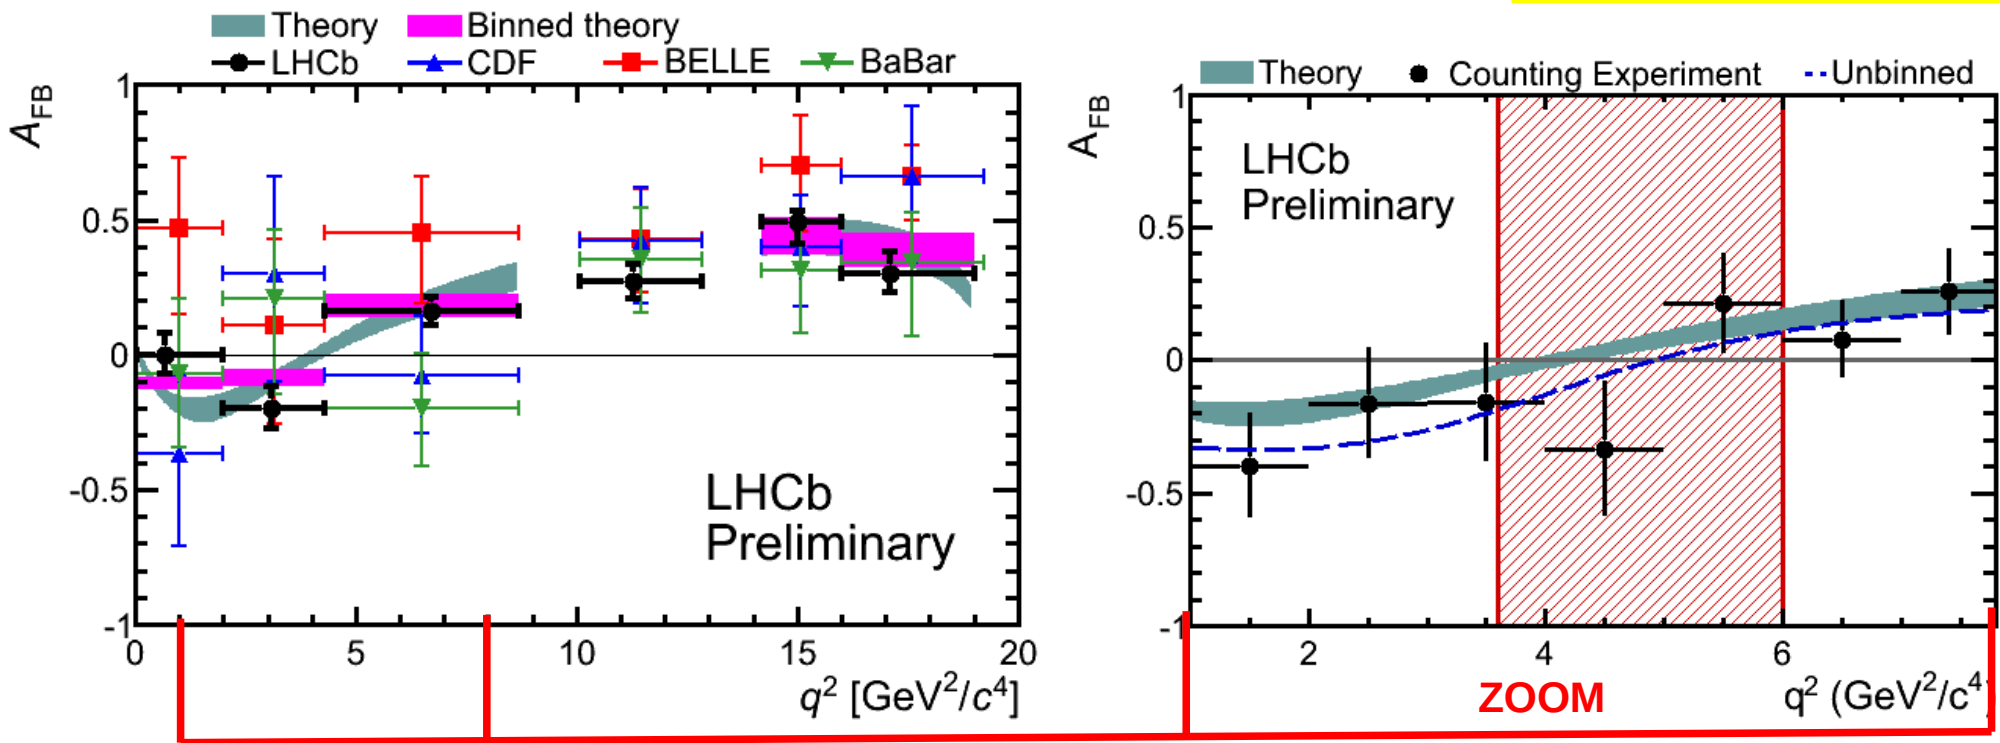 Theory Binned theory
LHCb CDF BELLE BaBar
A_FB
1
0.5
0
-0.5
-1
0 5 10 15 20
LHCb
Preliminary
q² [GeV²/c⁴]
Theory Counting Experiment Unbinned
A_FB
1
0.5
0
-0.5
-1
LHCb
Preliminary
2 4 6
ZOOM
q² (GeV²/c⁴